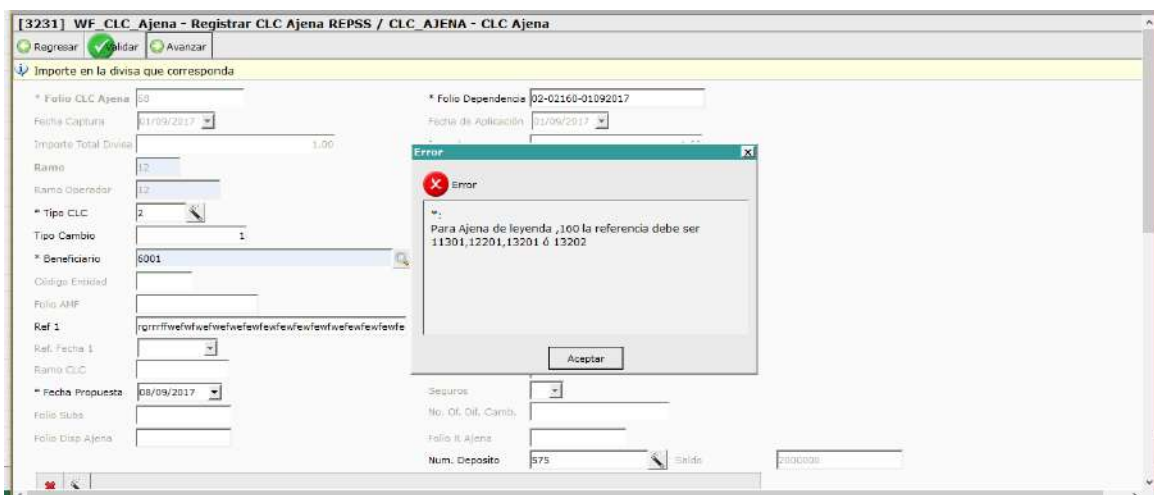 [3231] WF_CLC_Ajena - Registrar CLC Ajena REPSS / CLC_AJENA - CLC Ajena
Regresar Validar Avanzar
Importe en la divisa que corresponda
* Folio CLC Ajena 68 * Folio Dependencia 02-02160-01092017
Fecha Captura 01/09/2017 Fecha de Aplicación 01/09/2017
Importe Total Divisa 1.00
Error
Ramo 12
Error
Ramo Operador 12
* Tipo CLC 2
*:
Para Ajena de leyenda ,160 la referencia debe ser
Tipo Cambio 1
11301,12201,13201 ó 13202
* Beneficiario 6001
Código Entidad
Folio AMF
Ref 1
Ref. Fecha 1
Aceptar
Ramo CLC
* Fecha Propuesta 08/09/2017 Seguros
Folio Subs No. Of. Dif. Camb.
Folio Disp Ajena Folio R Ajena
Num. Deposito 575 Saldo 2000000